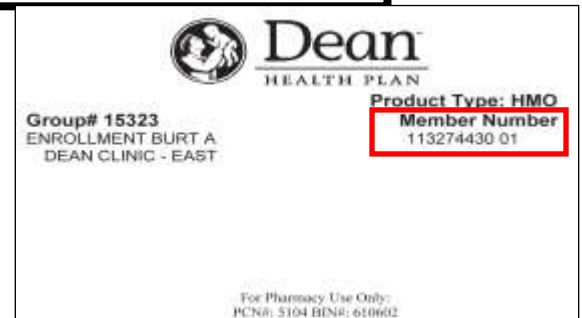 Dean
HEALTH PLAN
Product Type: HMO
Group# 15323
Member Number
ENROLLMENT BURT A
113274430 01
DEAN CLINIC - EAST
For Pharmacy Use Only:
PCN#: 5104 BIN#: 610602